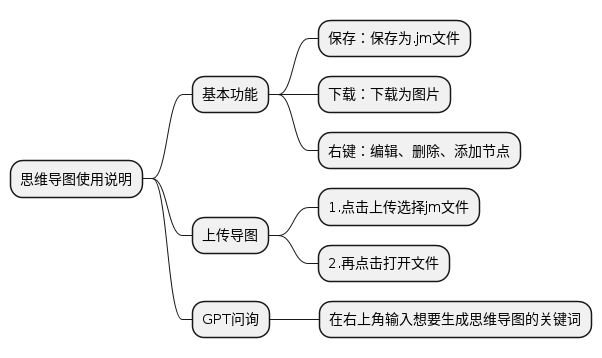 思维导图使用说明
基本功能
保存：保存为.jm文件
下载：下载为图片
右键：编辑、删除、添加节点
上传导图
1.点击上传选择jm文件
2.再点击打开文件
GPT问询
在右上角输入想要生成思维导图的关键词